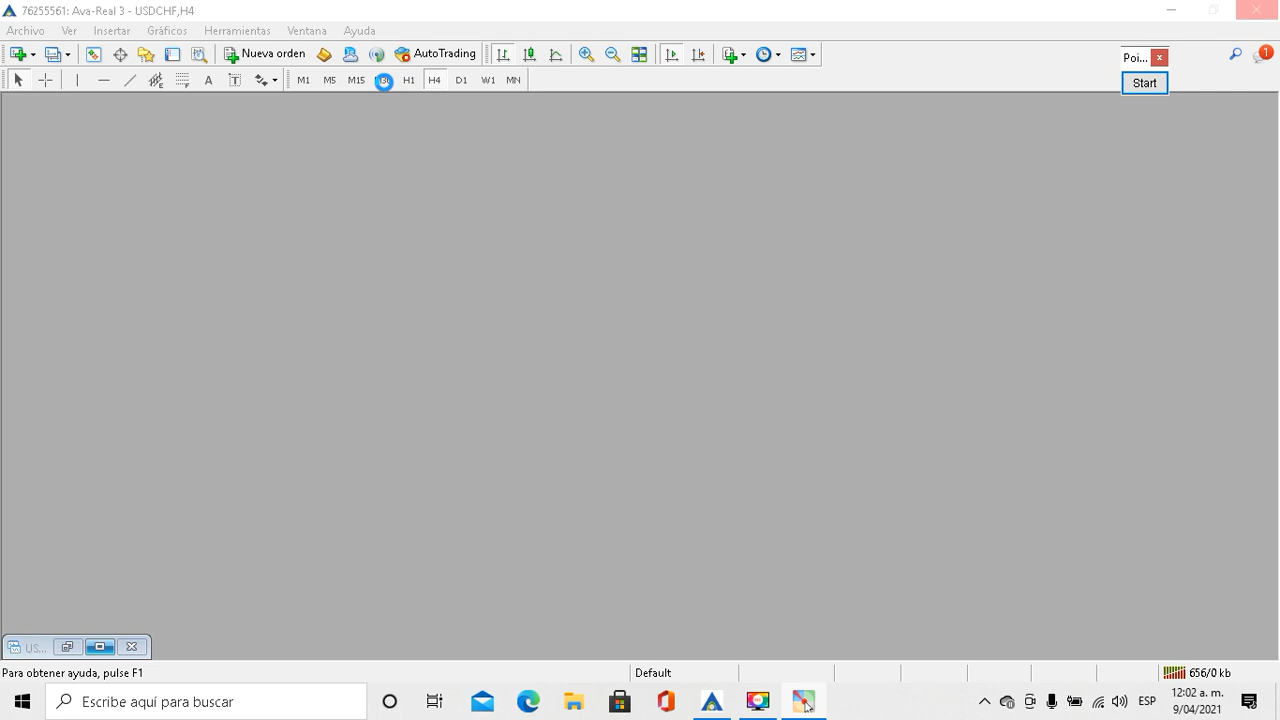 76255561: Ava-Real 3 - USDCHF,H4
Archivo Ver Insertar Gráficos Herramientas Ventana Ayuda
Nueva orden AutoTrading
Poi...
1
Start
A T M1 M5 M15 H1 H4 D1 W1 MN
US...
Para obtener ayuda, pulse F1
Default
656/0 kb
Escribe aquí para buscar
ESP
12:02 a. m.
9/04/2021